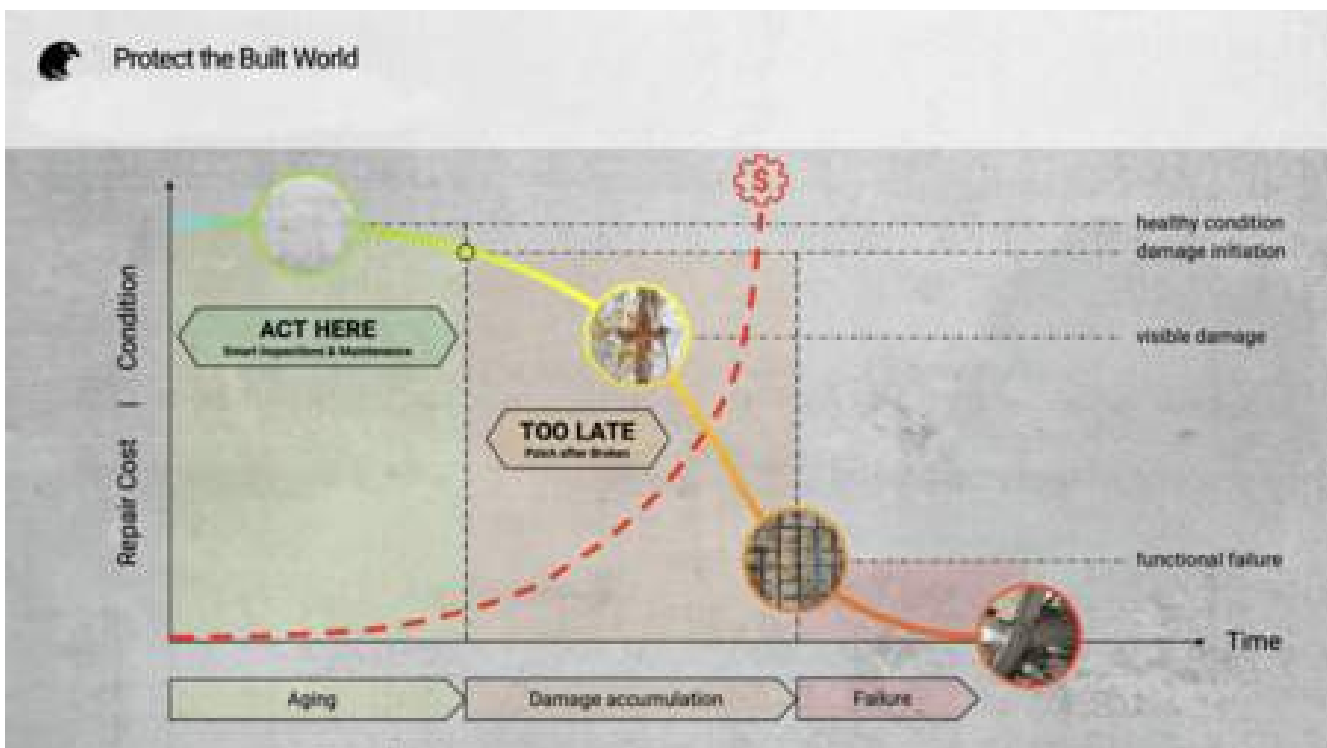 Protect the Built World
$
healthy condition
damage initiation
ACT HERE
Smart Inspections & Maintenance
visible damage
TOO LATE
Patch after Broken
Repair Cost | Condition
functional failure
Time
Aging
Damage accumulation
Failure